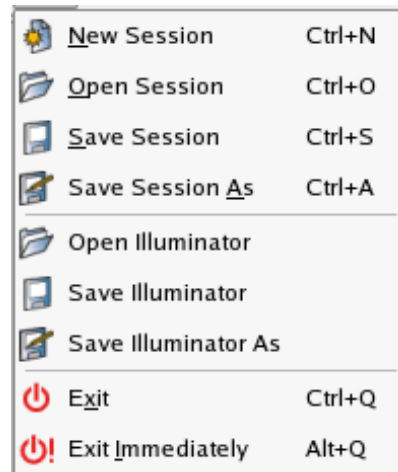 New Session Ctrl+N
Open Session Ctrl+O
Save Session Ctrl+S
Save Session As Ctrl+A
Open Illuminator
Save Illuminator
Save Illuminator As
Exit Ctrl+Q
Exit Immediately Alt+Q